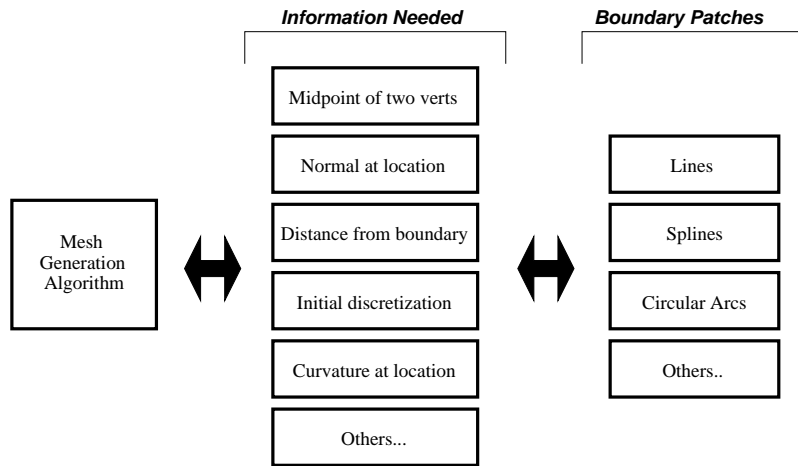 Information Needed
Boundary Patches
Mesh
Generation
Algorithm
Midpoint of two verts
Normal at location
Distance from boundary
Initial discretization
Curvature at location
Others...
Lines
Splines
Circular Arcs
Others..